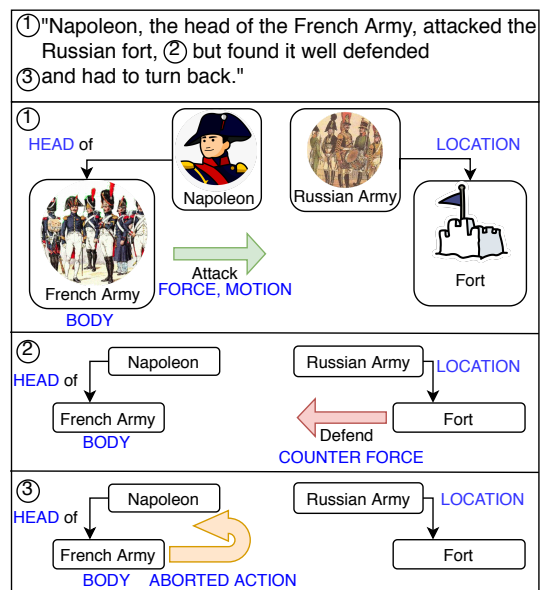 ① "Napoleon, the head of the French Army, attacked the
Russian fort, ② but found it well defended
③ and had to turn back."
①
HEAD of
LOCATION
Napoleon
Russian Army
French Army
Fort
Attack
FORCE, MOTION
BODY
②
Napoleon
Russian Army
LOCATION
HEAD of
French Army
Fort
BODY
Defend
COUNTER FORCE
③
Napoleon
Russian Army
LOCATION
HEAD of
French Army
Fort
BODY
ABORTED ACTION